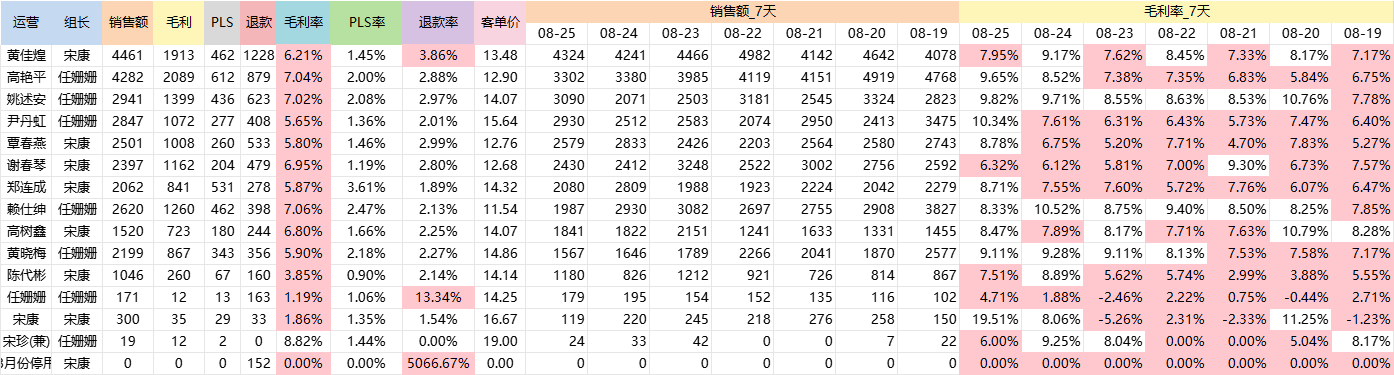 运营 组长 销售额 毛利 PLS 退款 毛利率 PLS率 退款率 客单价 销售额_7天 毛利率_7天
08-25 08-24 08-23 08-22 08-21 08-20 08-19 08-25 08-24 08-23 08-22 08-21 08-20 08-19
黄佳煌 宋康 4461 1913 462 1228 6.21% 1.45% 3.86% 13.48 4324 4241 4466 4982 4142 4642 4078 7.95% 9.17% 7.62% 8.45% 7.33% 8.17% 7.17%
高艳平 任姗姗 4282 2089 612 879 7.04% 2.00% 2.88% 12.90 3302 3380 3985 4119 4151 4919 4768 9.65% 8.52% 7.38% 7.35% 6.83% 5.84% 6.75%
姚述安 任姗姗 2941 1399 436 623 7.02% 2.08% 2.97% 14.07 3090 2071 2503 3181 2545 3324 2823 9.82% 9.71% 8.55% 8.63% 8.53% 10.76% 7.78%
尹丹虹 任姗姗 2847 1072 277 408 5.65% 1.36% 2.01% 15.64 2930 2512 2583 2074 2950 2413 3475 10.34% 7.61% 6.31% 6.43% 5.73% 7.47% 6.40%
覃春燕 宋康 2501 1008 260 533 5.80% 1.46% 2.99% 12.76 2579 2833 2426 2203 2564 2580 2743 8.78% 6.75% 5.20% 7.71% 4.70% 7.83% 5.27%
谢春琴 宋康 2397 1162 204 479 6.95% 1.19% 2.80% 12.68 2430 2412 3248 2522 3002 2756 2592 6.32% 6.12% 5.81% 7.00% 9.30% 6.73% 7.57%
郑连成 宋康 2062 841 531 278 5.87% 3.61% 1.89% 14.32 2080 2809 1988 1923 2224 2042 2279 8.71% 7.55% 7.60% 5.72% 7.76% 6.07% 6.47%
赖仕绅 任姗姗 2620 1260 462 398 7.06% 2.47% 2.13% 11.54 1987 2930 3082 2697 2755 2908 3827 8.33% 10.52% 8.75% 9.40% 8.50% 8.25% 7.85%
高树鑫 宋康 1520 723 180 244 6.80% 1.66% 2.25% 14.07 1841 1822 2151 1241 1633 1331 1455 8.47% 7.89% 8.17% 7.71% 7.63% 10.79% 8.28%
黄晓梅 任姗姗 2199 867 343 356 5.90% 2.18% 2.27% 14.86 1567 1646 1789 2266 2041 1870 2577 9.11% 9.28% 9.11% 8.13% 7.53% 7.58% 7.17%
陈代彬 宋康 1046 260 67 160 3.85% 0.90% 2.14% 14.14 1180 826 1212 921 726 814 867 7.51% 8.89% 5.62% 5.74% 2.99% 3.88% 5.55%
任姗姗 任姗姗 171 12 13 163 1.19% 1.06% 13.34% 14.25 179 195 154 152 135 116 102 4.71% 1.88% -2.46% 2.22% 0.75% -0.44% 2.71%
宋康 宋康 300 35 29 33 1.86% 1.35% 1.54% 16.67 119 220 245 218 276 258 150 19.51% 8.06% -5.26% 2.31% -2.33% 11.25% -1.23%
宋珍(兼) 任姗姗 19 12 2 0 8.82% 1.44% 0.00% 19.00 24 33 42 0 0 7 22 6.00% 9.25% 8.04% 0.00% 0.00% 5.04% 8.17%
月份停用 宋康 0 0 0 152 0.00% 0.00% 5066.67% 0.00 0 0 0 0 0 0 0 0.00% 0.00% 0.00% 0.00% 0.00% 0.00% 0.00%